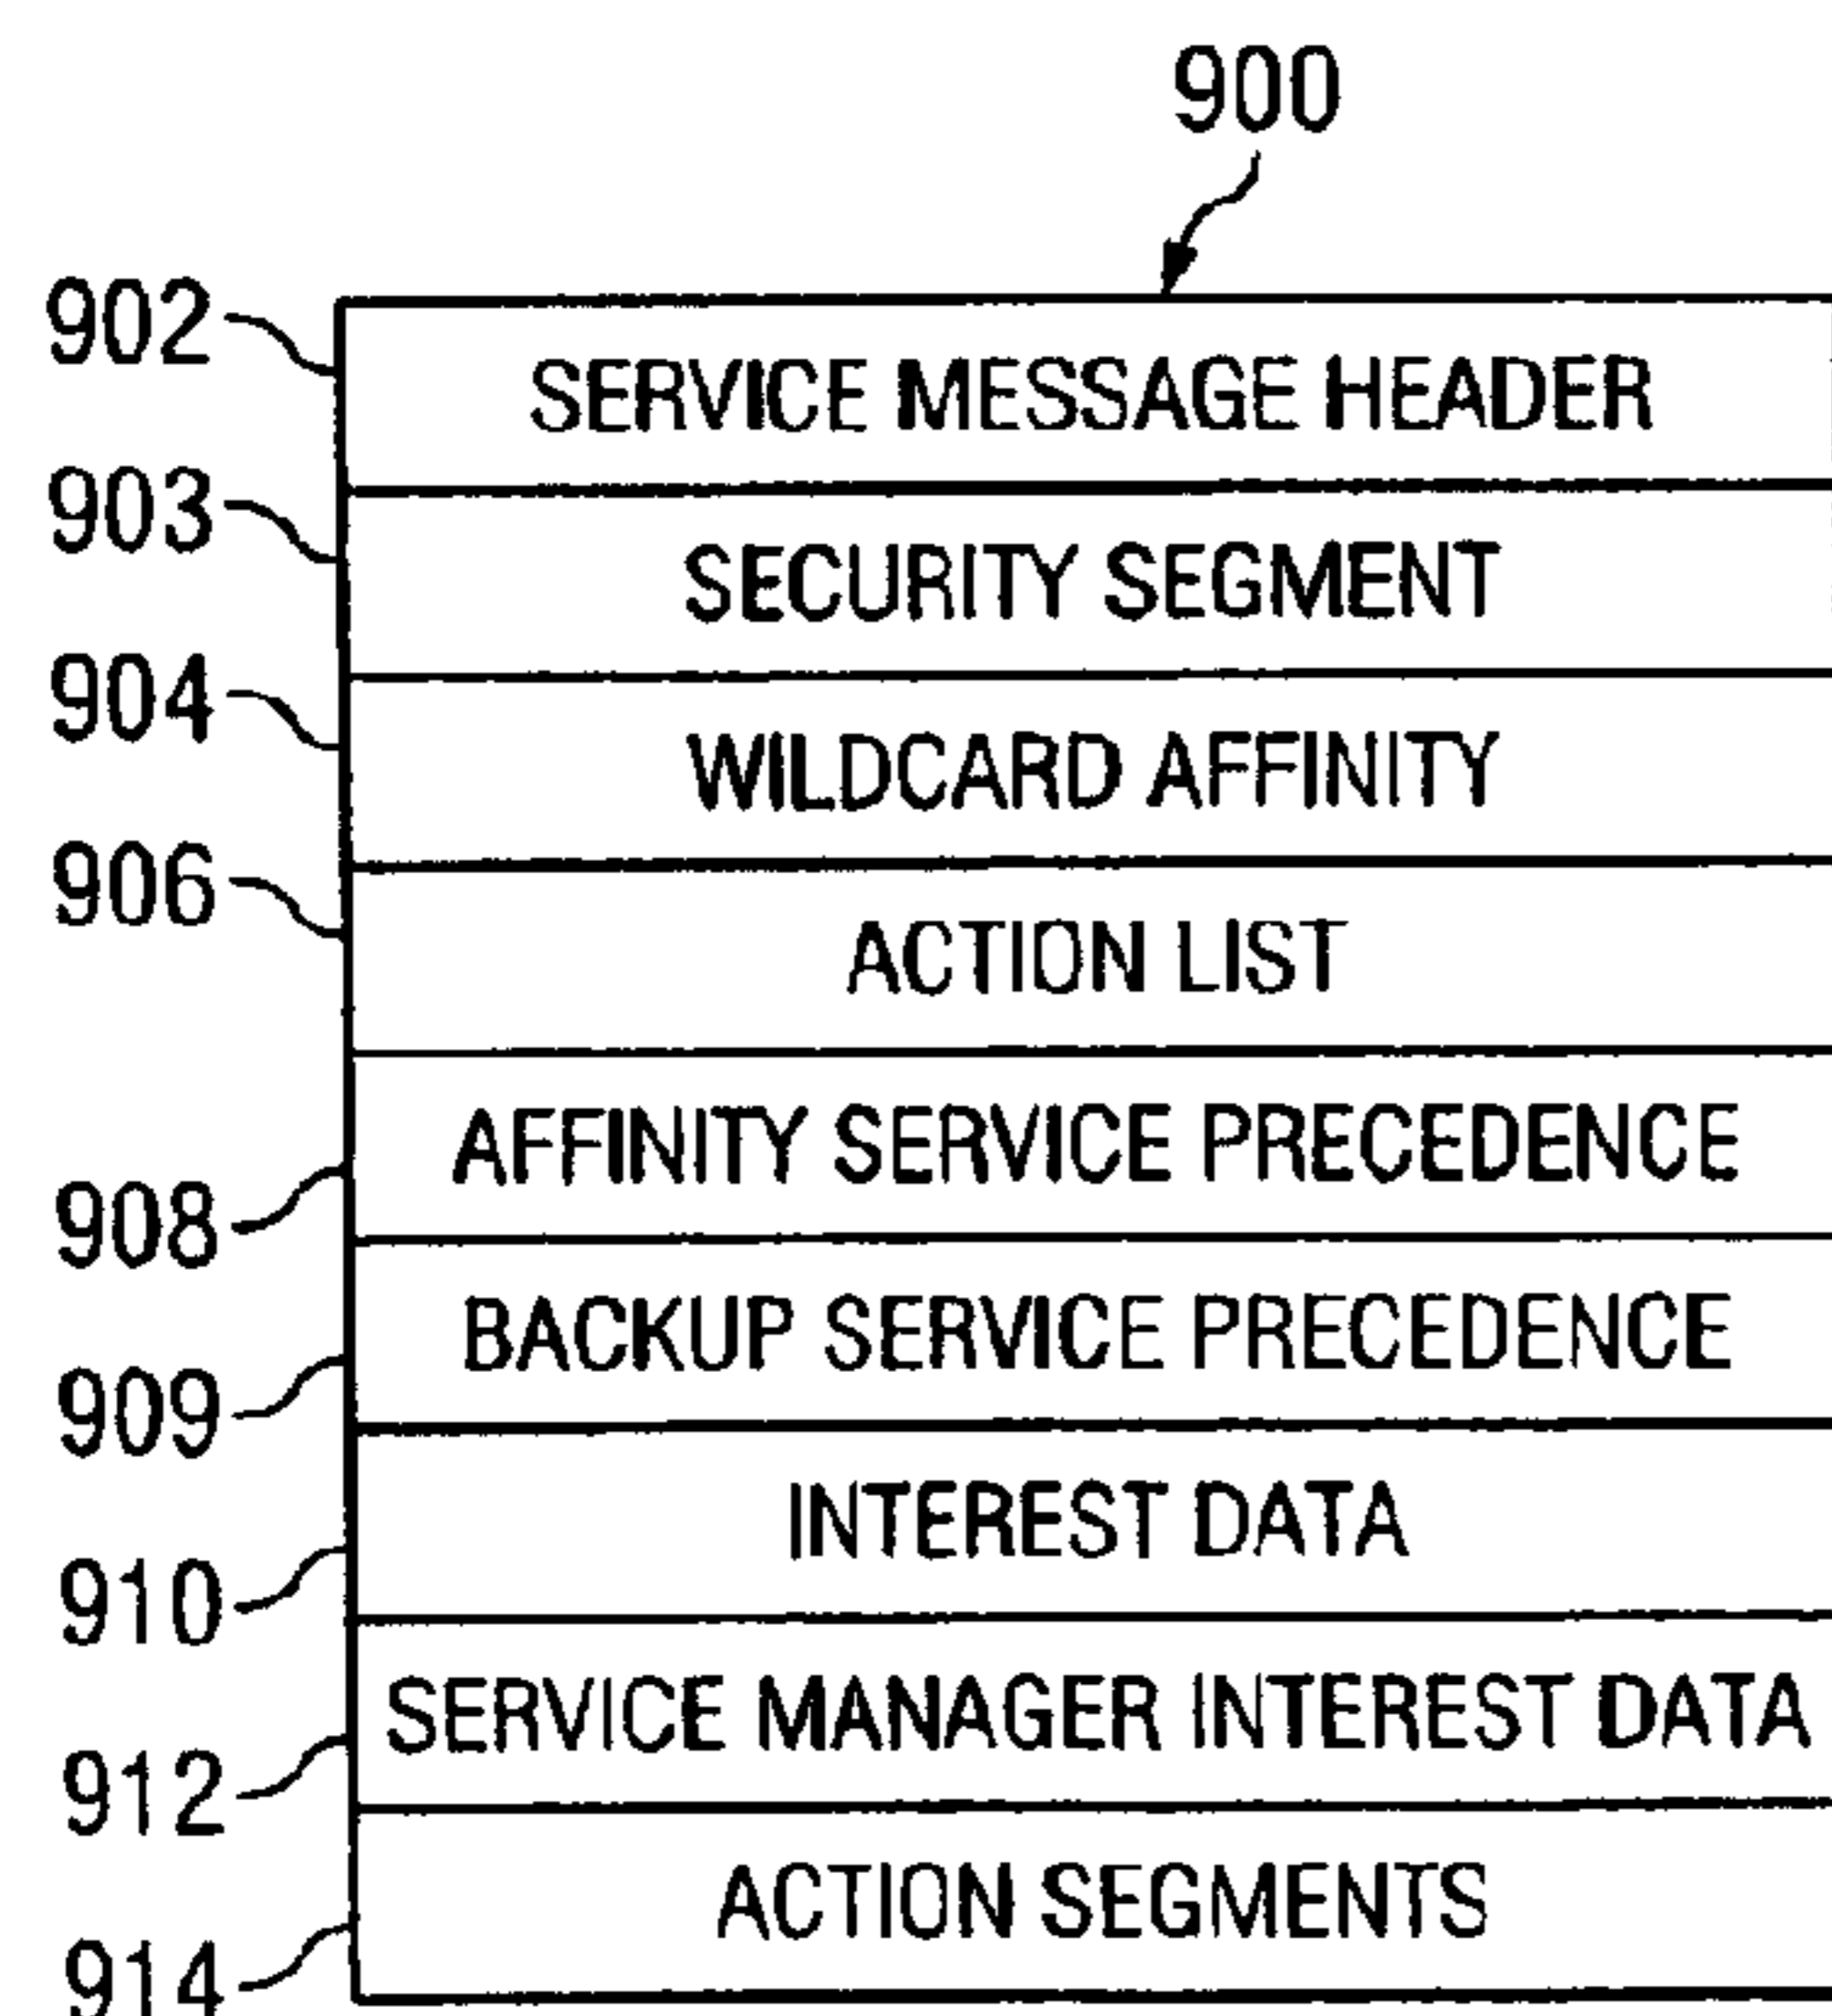 900
902
SERVICE MESSAGE HEADER
903
SECURITY SEGMENT
904
WILDCARD AFFINITY
906
ACTION LIST
AFFINITY SERVICE PRECEDENCE
908
BACKUP SERVICE PRECEDENCE
909
INTEREST DATA
910
SERVICE MANAGER INTEREST DATA
912
ACTION SEGMENTS
914